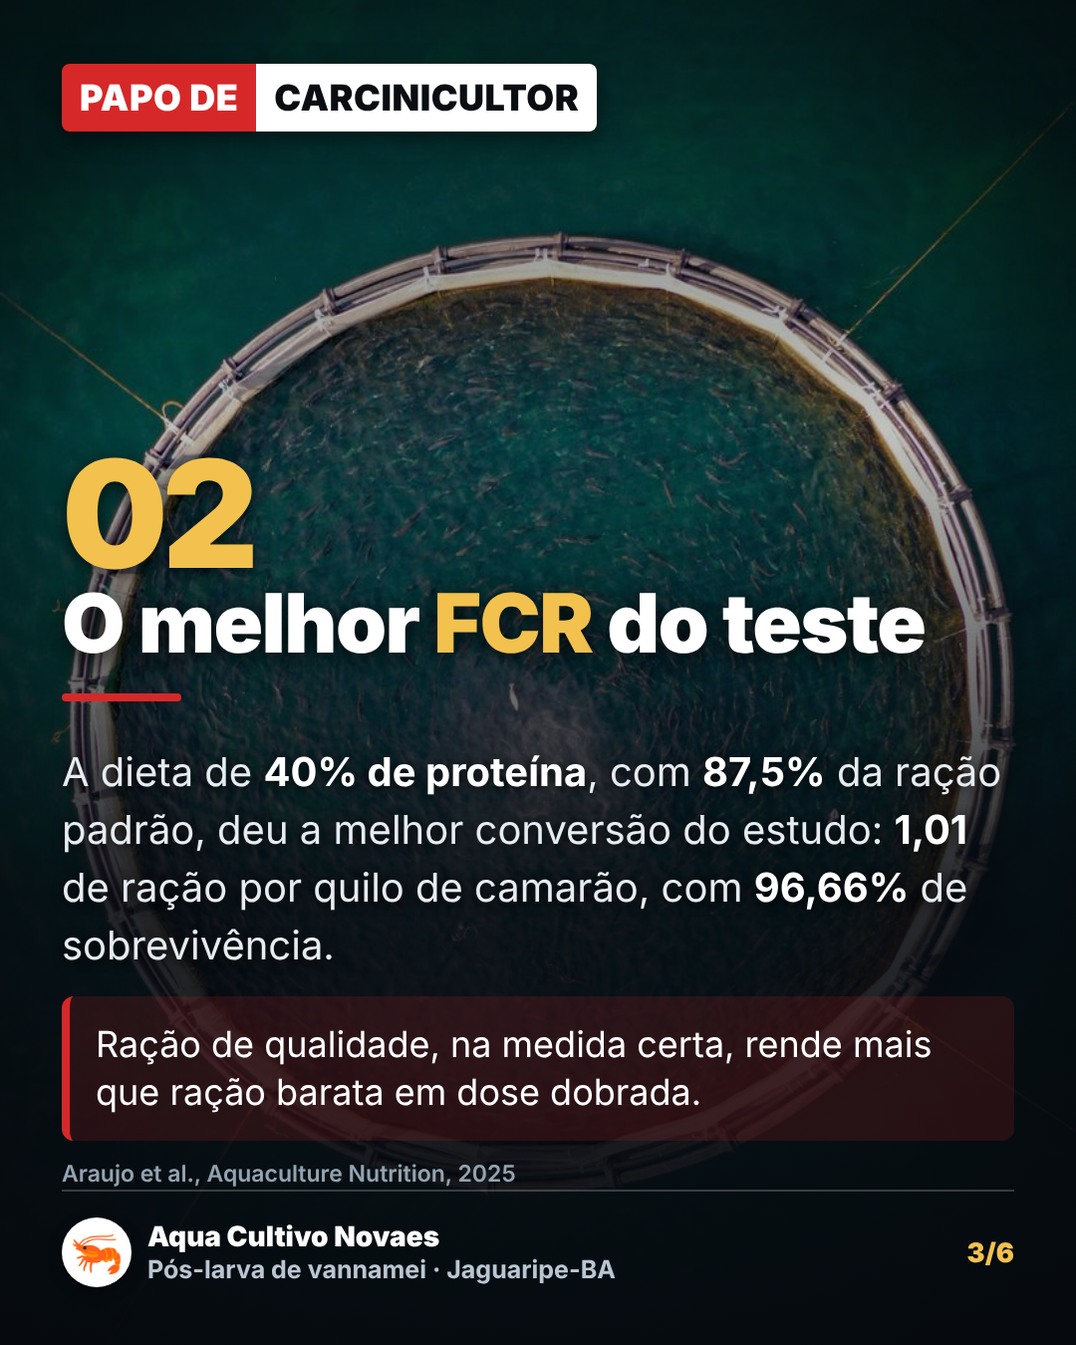 PAPO DE CARCINICULTOR
02
O melhor FCR do teste
A dieta de 40% de proteína, com 87,5% da ração
padrão, deu a melhor conversão do estudo: 1,01
de ração por quilo de camarão, com 96,66% de
sobrevivência.
Ração de qualidade, na medida certa, rende mais
que ração barata em dose dobrada.
Araujo et al., Aquaculture Nutrition, 2025
Aqua Cultivo Novaes
Pós-larva de vannamei · Jaguaripe-BA
3/6